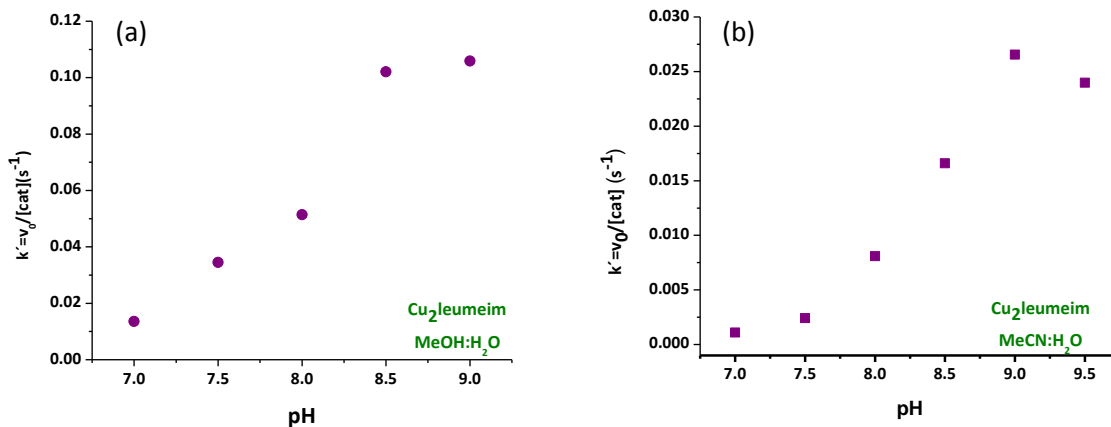 (a)
k´=v₀/[cat](s⁻¹)
0.12
0.10
0.08
0.06
0.04
0.02
0.00
7.0 7.5 8.0 8.5 9.0
pH
Cu₂leumeim
MeOH:H₂O
(b)
k´=v₀/[cat] (s⁻¹)
0.030
0.025
0.020
0.015
0.010
0.005
0.000
7.0 7.5 8.0 8.5 9.0 9.5
pH
Cu₂leumeim
MeCN:H₂O